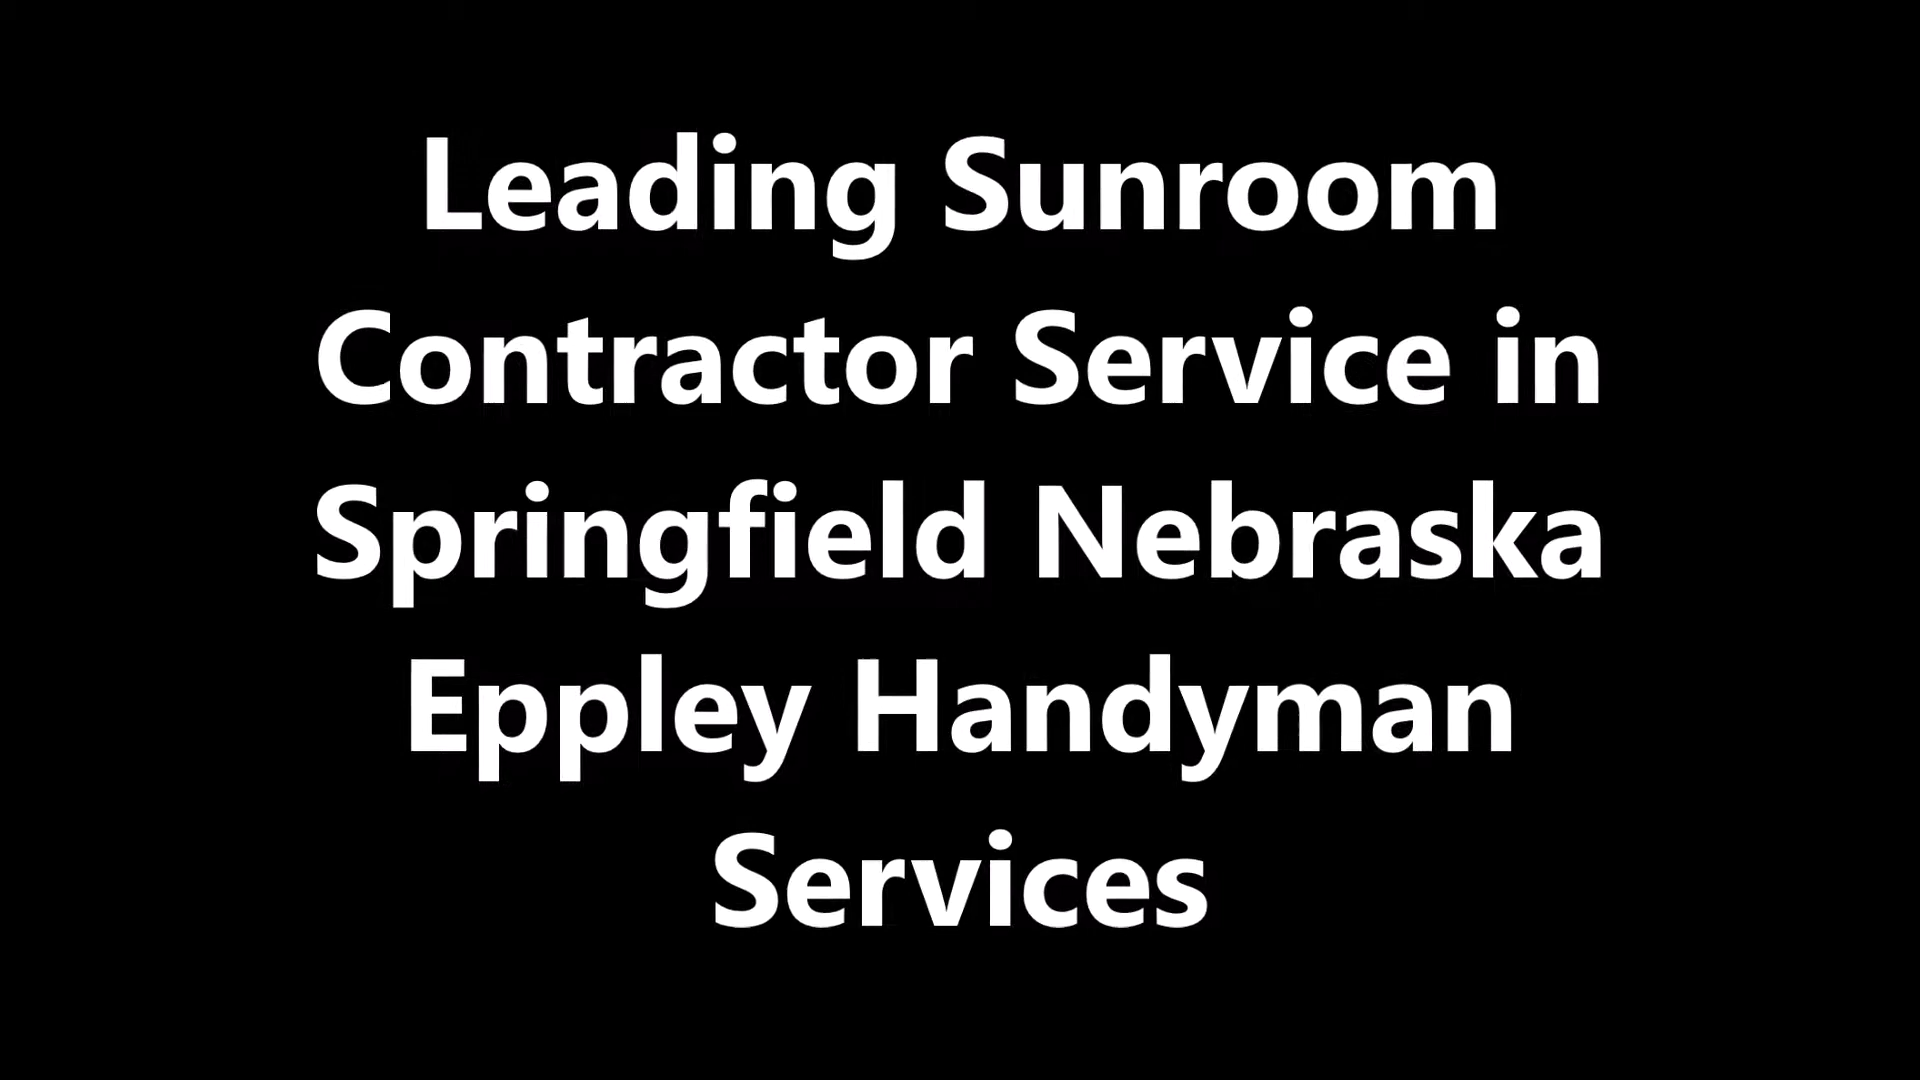 Leading Sunroom
Contractor Service in
Springfield Nebraska
Eppley Handyman
Services